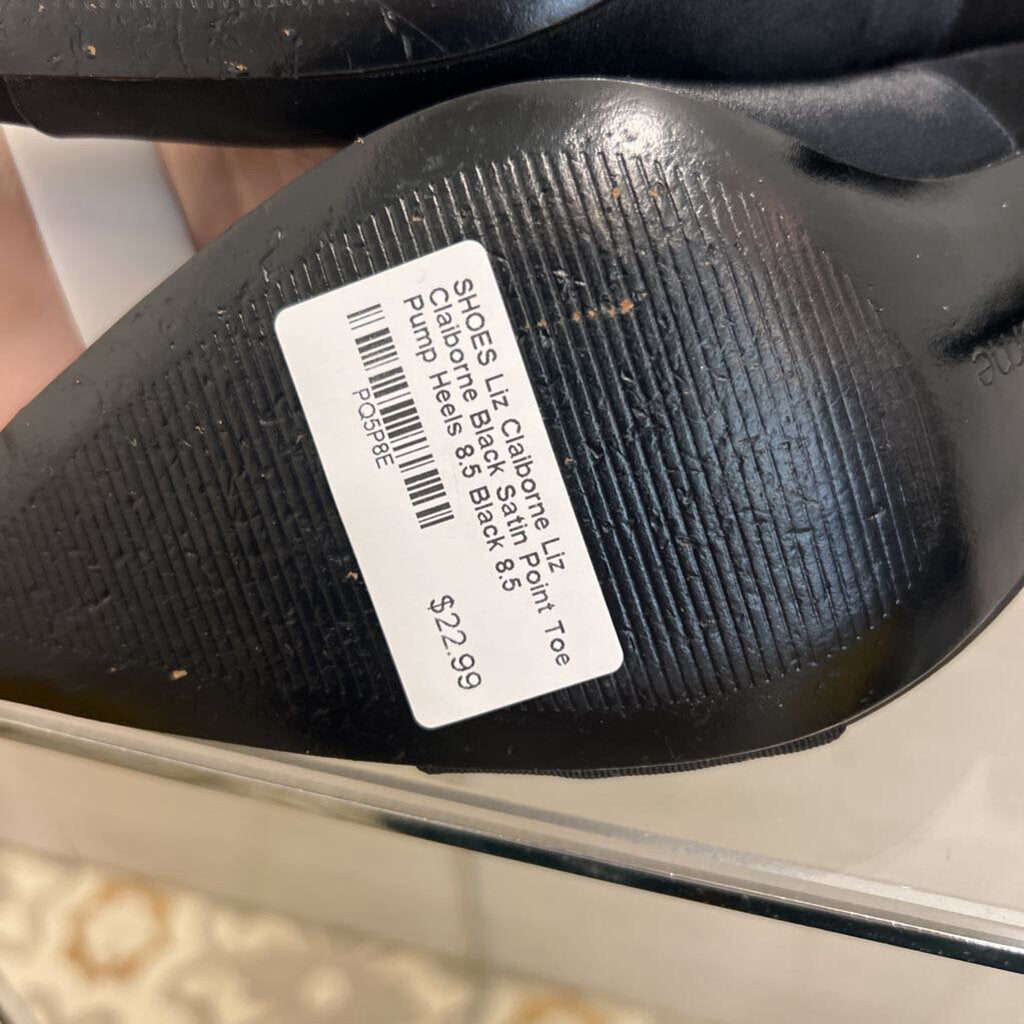 SHOES Liz Claiborne Liz
Claiborne Black Satin Point Toe
Pump Heels 8.5 Black 8.5
PQ5P8E
$22.99